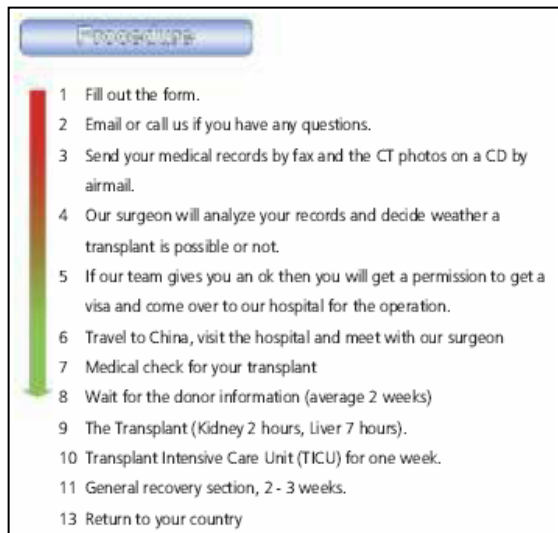 Procedure
1 Fill out the form.
2 Email or call us if you have any questions.
3 Send your medical records by fax and the CT photos on a CD by
airmail.
4 Our surgeon will analyze your records and decide weather a
transplant is possible or not.
5 If our team gives you an ok then you will get a permission to get a
visa and come over to our hospital for the operation.
6 Travel to China, visit the hospital and meet with our surgeon
7 Medical check for your transplant
8 Wait for the donor information (average 2 weeks)
9 The Transplant (Kidney 2 hours, Liver 7 hours).
10 Transplant Intensive Care Unit (TICU) for one week.
11 General recovery section, 2 - 3 weeks.
13 Return to your country